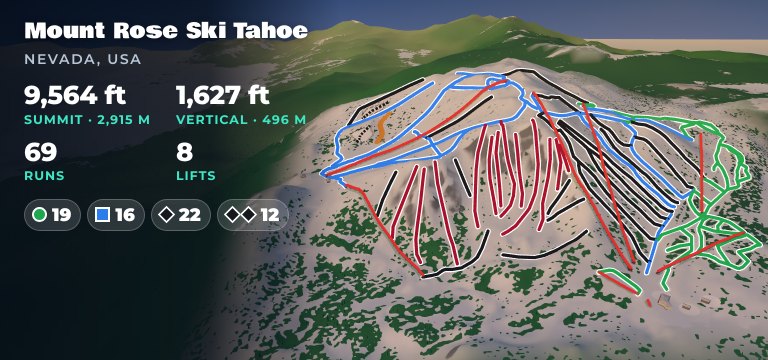 Mount Rose Ski Tahoe
NEVADA, USA
9,564 ft
SUMMIT · 2,915 M
1,627 ft
VERTICAL · 496 M
69
RUNS
8
LIFTS
19
16
22
12